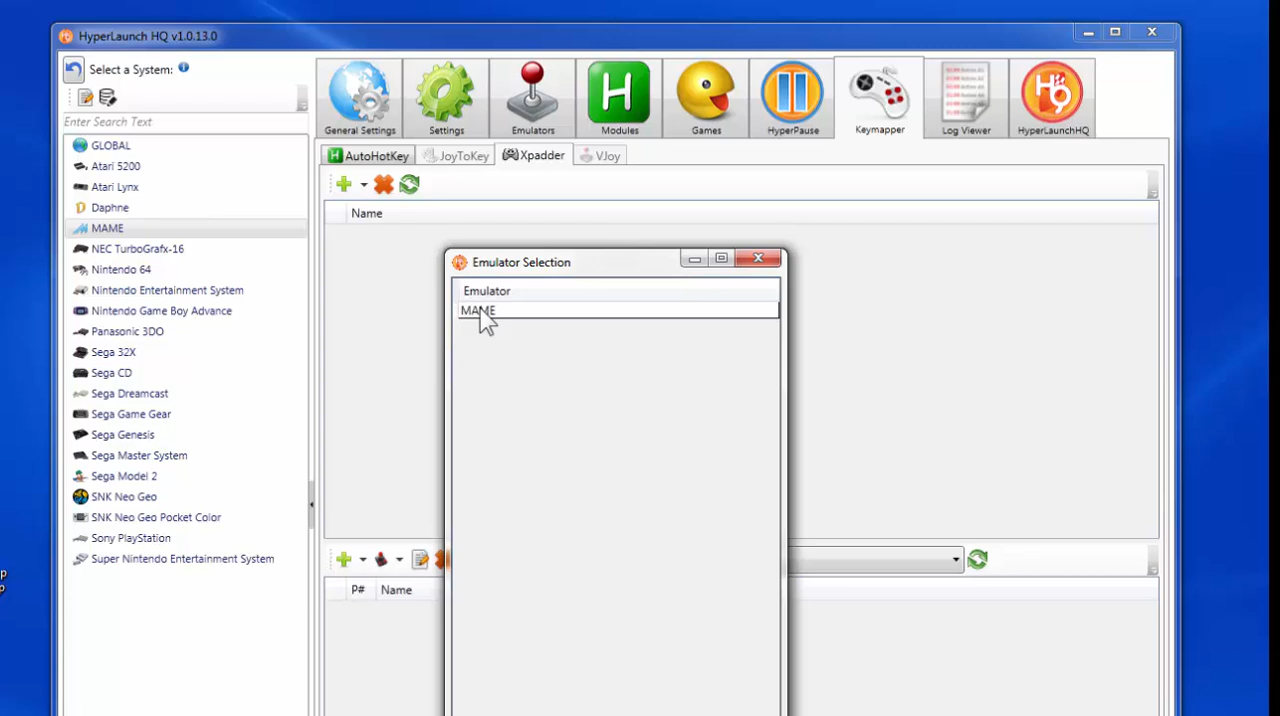 HyperLaunch HQ v1.0.13.0
Select a System:
Enter Search Text
GLOBAL
Atari 5200
Atari Lynx
Daphne
MAME
NEC TurboGrafx-16
Nintendo 64
Nintendo Entertainment System
Nintendo Game Boy Advance
Panasonic 3DO
Sega 32X
Sega CD
Sega Dreamcast
Sega Game Gear
Sega Genesis
Sega Master System
Sega Model 2
SNK Neo Geo
SNK Neo Geo Pocket Color
Sony PlayStation
Super Nintendo Entertainment System
General Settings
Settings
Emulators
H
Modules
Games
HyperPause
Keymapper
Log Viewer
HQ
HyperLaunchHQ
H AutoHotKey
JoyToKey
Xpadder
VJoy
Name
Emulator Selection
Emulator
MAME
P# Name
p
p